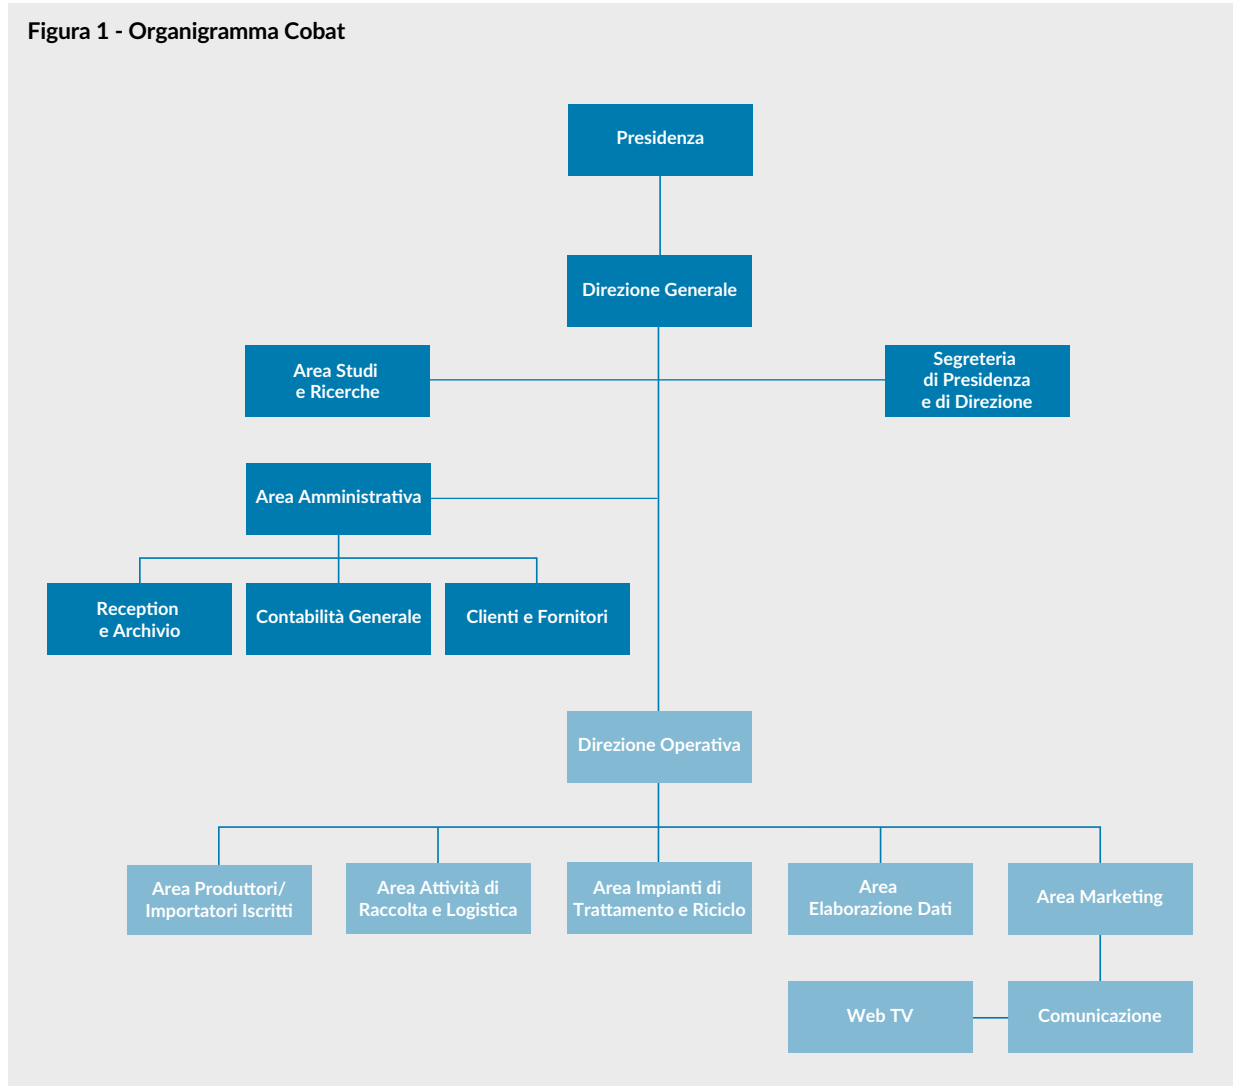 Figura 1 - Organigramma Cobat
Presidenza
Direzione Generale
Area Studi
e Ricerche
Segreteria
di Presidenza
e di Direzione
Area Amministrativa
Reception
e Archivio
Contabilità Generale
Clienti e Fornitori
Direzione Operativa
Area Produttori/
Importatori Iscritti
Area Attività di
Raccolta e Logistica
Area Impianti di
Trattamento e Riciclo
Area
Elaborazione Dati
Area Marketing
Web TV
Comunicazione